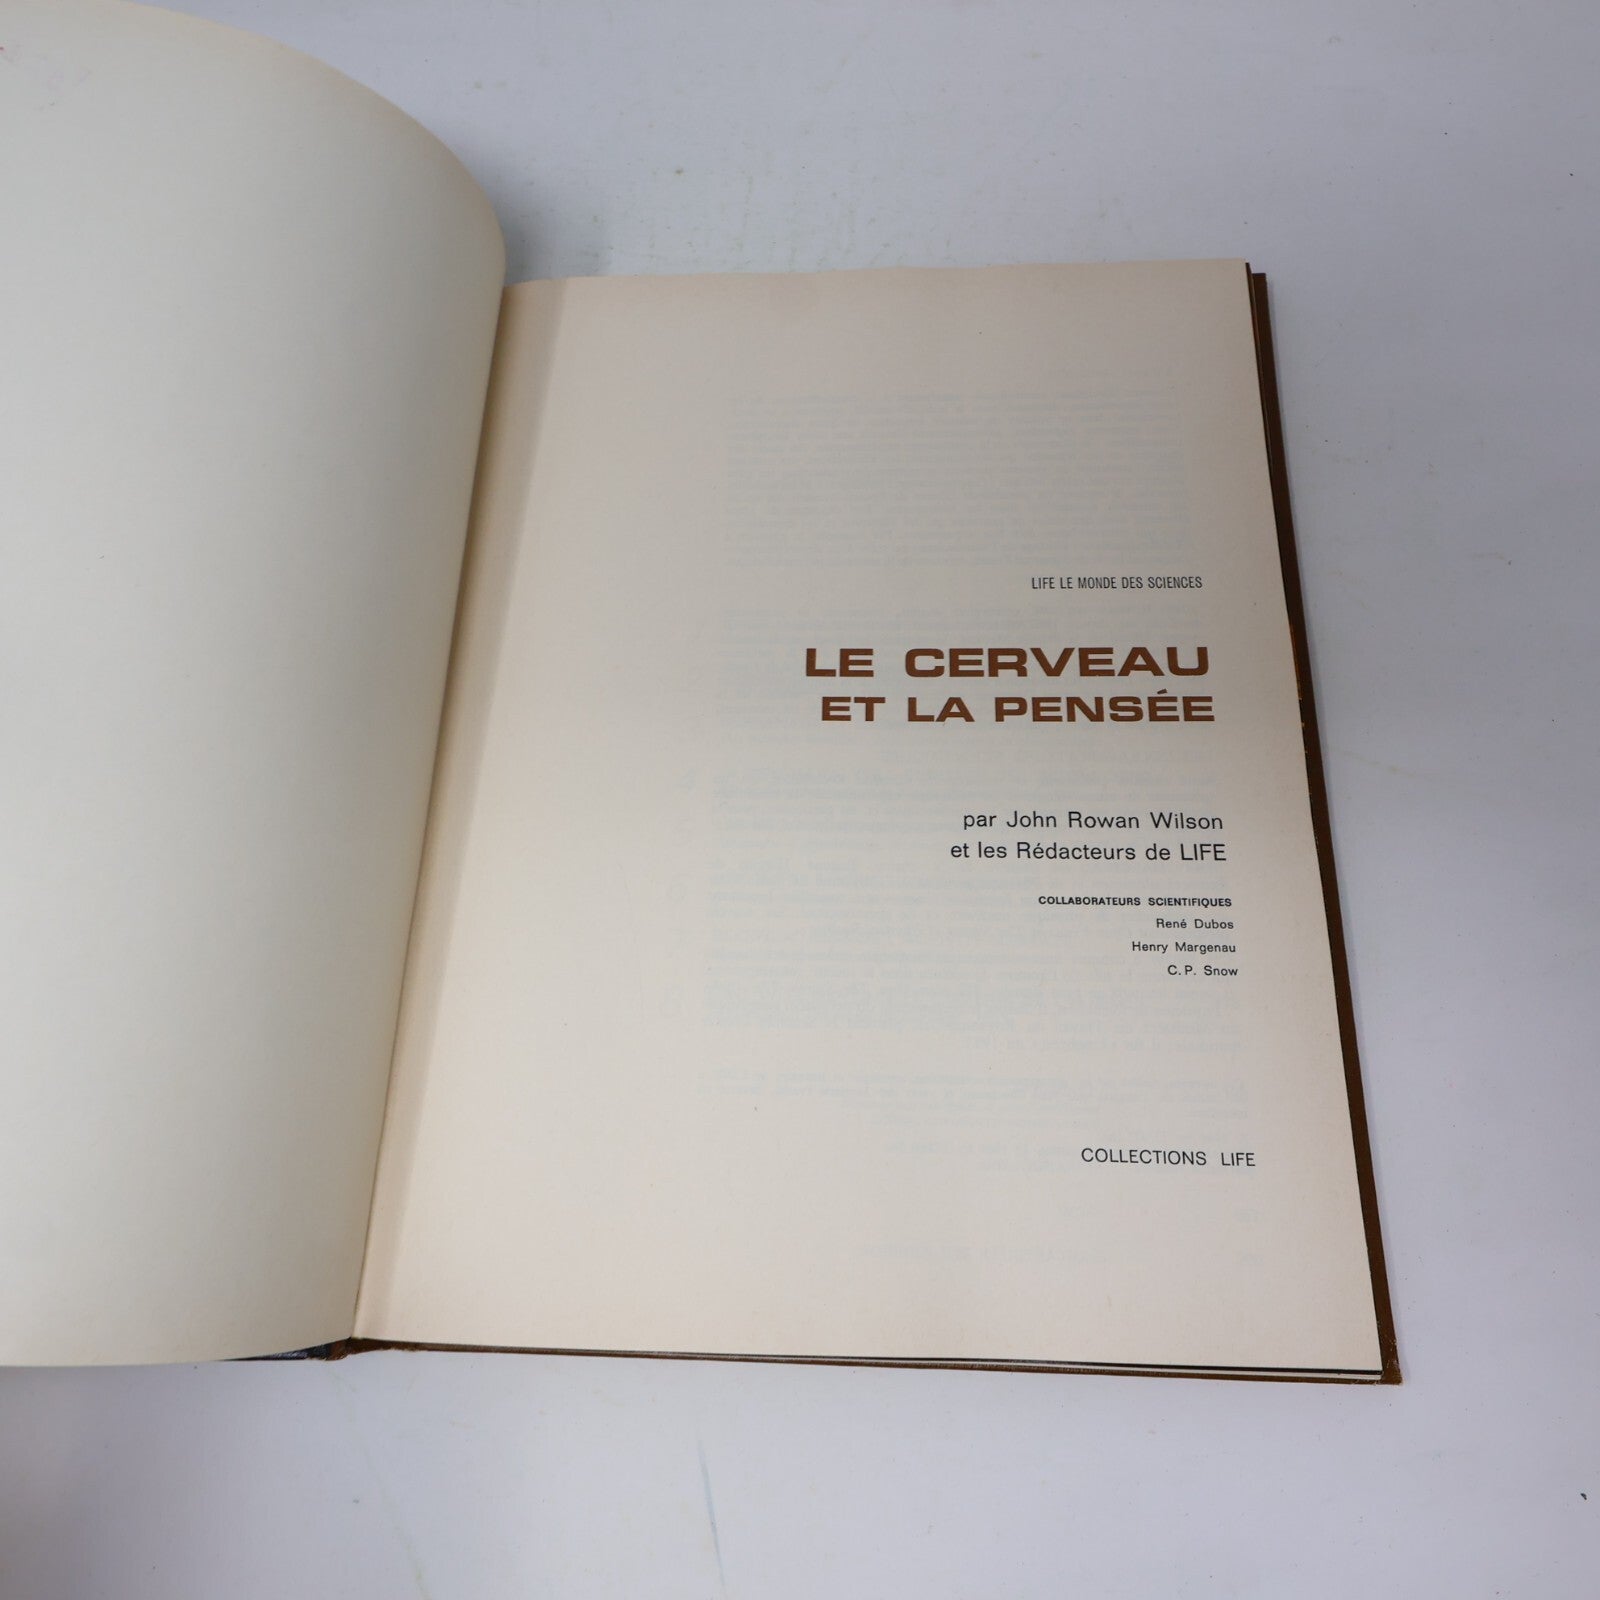 LIFE LE MONDE DES SCIENCES
LE CERVEAU
ET LA PENSÉE
par John Rowan Wilson
et les Rédacteurs de LIFE
COLLABORATEURS SCIENTIFIQUES
René Dubos
Henry Margenau
C.P. Snow
COLLECTIONS LIFE